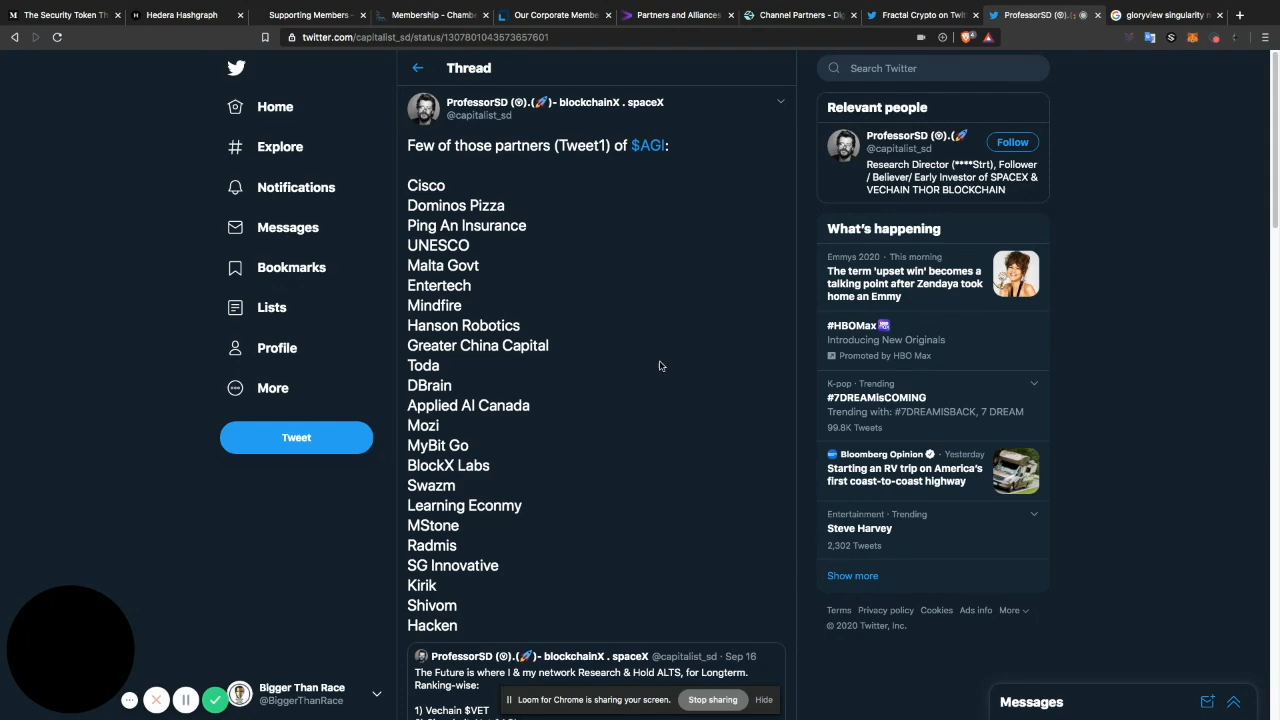 The Security Token Th
Hedera Hashgraph
Supporting Members -
Membership - Chambe
Our Corporate Membe
Partners and Alliances
Channel Partners - Dig
Fractal Crypto on Twit
ProfessorSD (
gloryview singularity n
twitter.com/capitalist_sd/status/1307801043573657601
Home
Explore
Notifications
Messages
Bookmarks
Lists
Profile
More
Tweet
Bigger Than Race
@BiggerThanRace
Thread
ProfessorSD (⦿).(🚀)- blockchainX . spaceX
@capitalist_sd
Few of those partners (Tweet1) of $AGI:
Cisco
Dominos Pizza
Ping An Insurance
UNESCO
Malta Govt
Entertech
Mindfire
Hanson Robotics
Greater China Capital
Toda
DBrain
Applied AI Canada
Mozi
MyBit Go
BlockX Labs
Swazm
Learning Econmy
MStone
Radmis
SG Innovative
Kirik
Shivom
Hacken
ProfessorSD (⦿).(🚀)- blockchainX . spaceX @capitalist_sd · Sep 16
The Future is where I & my network Research & Hold ALTS, for Longterm.
Ranking-wise:
1) Vechain $VET
Loom for Chrome is sharing your screen.
Stop sharing
Hide
Search Twitter
Relevant people
ProfessorSD (⦿).(🚀
@capitalist_sd
Follow
Research Director (****Strt), Follower
/ Believer/ Early Investor of SPACEX &
VECHAIN THOR BLOCKCHAIN
What's happening
Emmys 2020 · This morning
The term 'upset win' becomes a
talking point after Zendaya took
home an Emmy
#HBOMax
Introducing New Originals
Promoted by HBO Max
K-pop · Trending
#7DREAMisCOMING
Trending with: #7DREAMISBACK, 7 DREAM
99.8K Tweets
Bloomberg Opinion · Yesterday
Starting an RV trip on America's
first coast-to-coast highway
Entertainment · Trending
Steve Harvey
2,302 Tweets
Show more
Terms Privacy policy Cookies Ads info More
© 2020 Twitter, Inc.
Messages